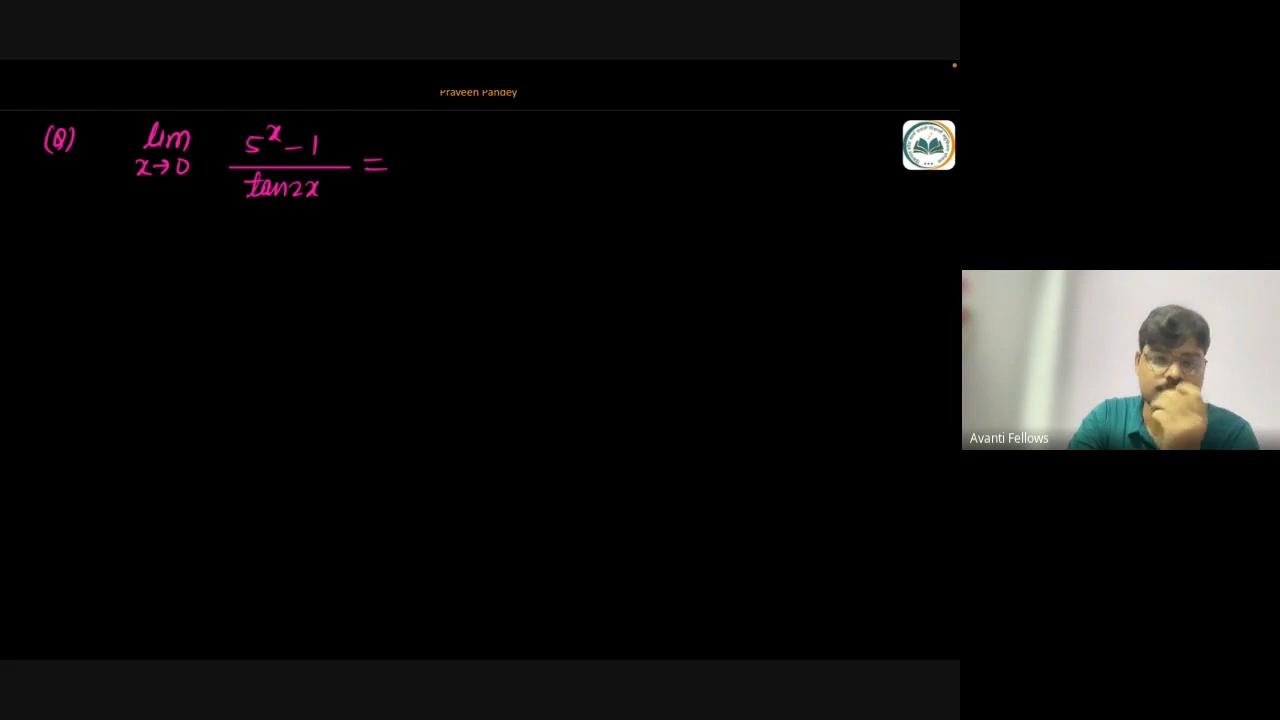 Praveen Pandey
(Q) lim x→0 5^x - 1 / tan2x =
Avanti Fellows